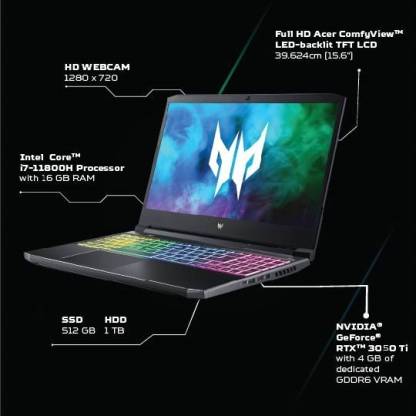 Full HD Acer ComfyView™
LED-backlit TFT LCD
39.624cm (15.6")
HD WEBCAM
1280 x 720
Intel Core™
i7-11800H Processor
with 16 GB RAM
SSD HDD
512 GB 1 TB
NVIDIA®
GeForce®
RTX™ 3050 Ti
with 4 GB of
dedicated
GDDR6 VRAM